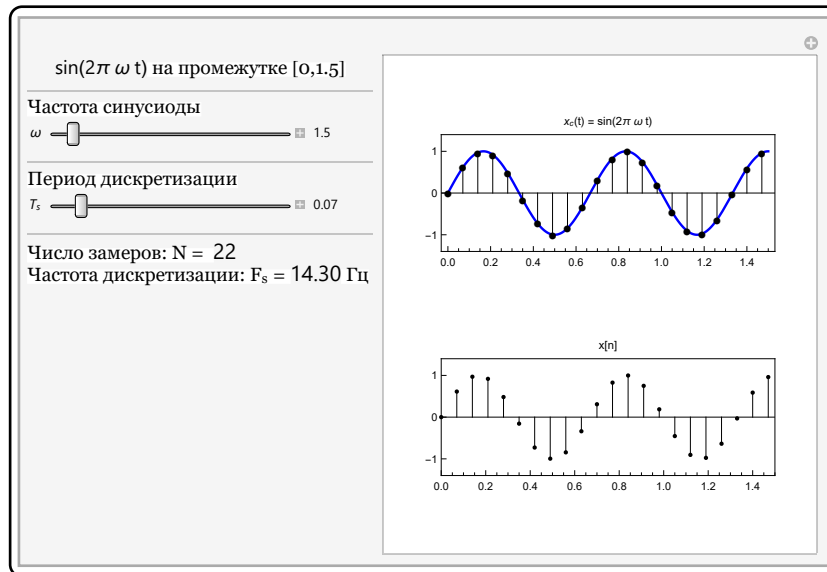 sin(2π ω t) на промежутке [0,1.5]
Частота синусоиды
ω 1.5
Период дискретизации
Tₛ 0.07
Число замеров: N = 22
Частота дискретизации: Fₛ = 14.30 Гц
x_c(t) = sin(2π ω t)
1
0
−1
0.0 0.2 0.4 0.6 0.8 1.0 1.2 1.4
x[n]
1
0
−1
0.0 0.2 0.4 0.6 0.8 1.0 1.2 1.4